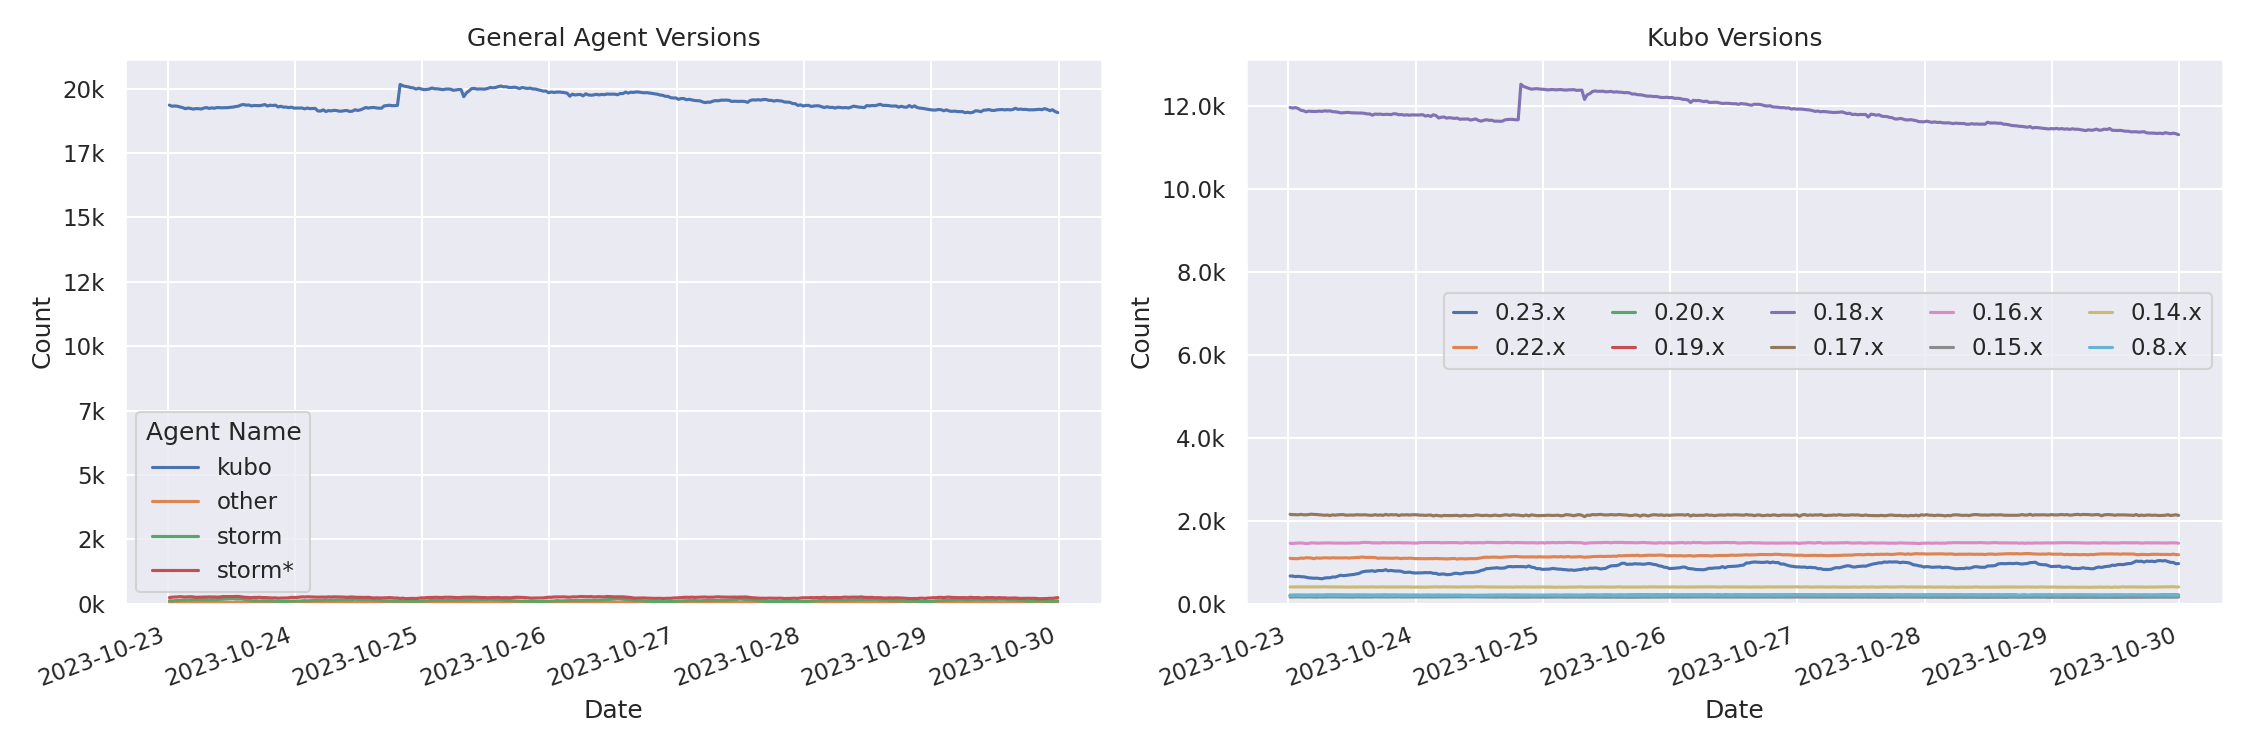 General Agent Versions
20k
17k
15k
12k
10k
7k
5k
2k
0k
Count
Agent Name
kubo
other
storm
storm*
2023-10-23
2023-10-24
2023-10-25
2023-10-26
2023-10-27
2023-10-28
2023-10-29
2023-10-30
Date
Kubo Versions
12.0k
10.0k
8.0k
6.0k
4.0k
2.0k
0.0k
Count
0.23.x 0.20.x 0.18.x 0.16.x 0.14.x
0.22.x 0.19.x 0.17.x 0.15.x 0.8.x
2023-10-23
2023-10-24
2023-10-25
2023-10-26
2023-10-27
2023-10-28
2023-10-29
2023-10-30
Date